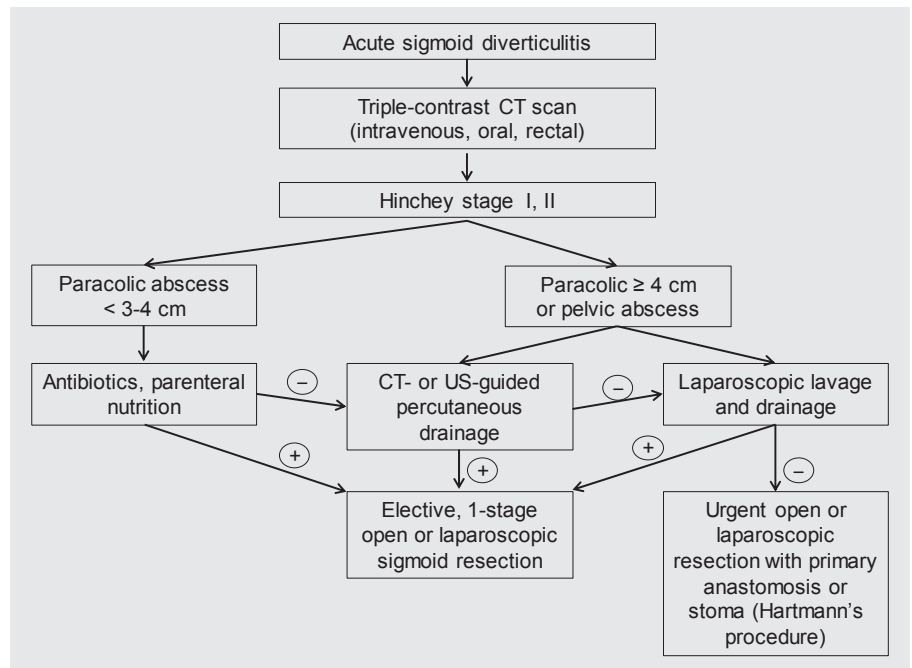 Acute sigmoid diverticulitis
Triple-contrast CT scan
(intravenous, oral, rectal)
Hinchey stage I, II
Paracolic abscess
< 3-4 cm
Paracolic ≥ 4 cm
or pelvic abscess
Antibiotics, parenteral
nutrition
−
CT- or US-guided
percutaneous
drainage
−
Laparoscopic lavage
and drainage
+
+
+
−
Elective, 1-stage
open or laparoscopic
sigmoid resection
Urgent open or
laparoscopic
resection with primary
anastomosis or
stoma (Hartmann’s
procedure)